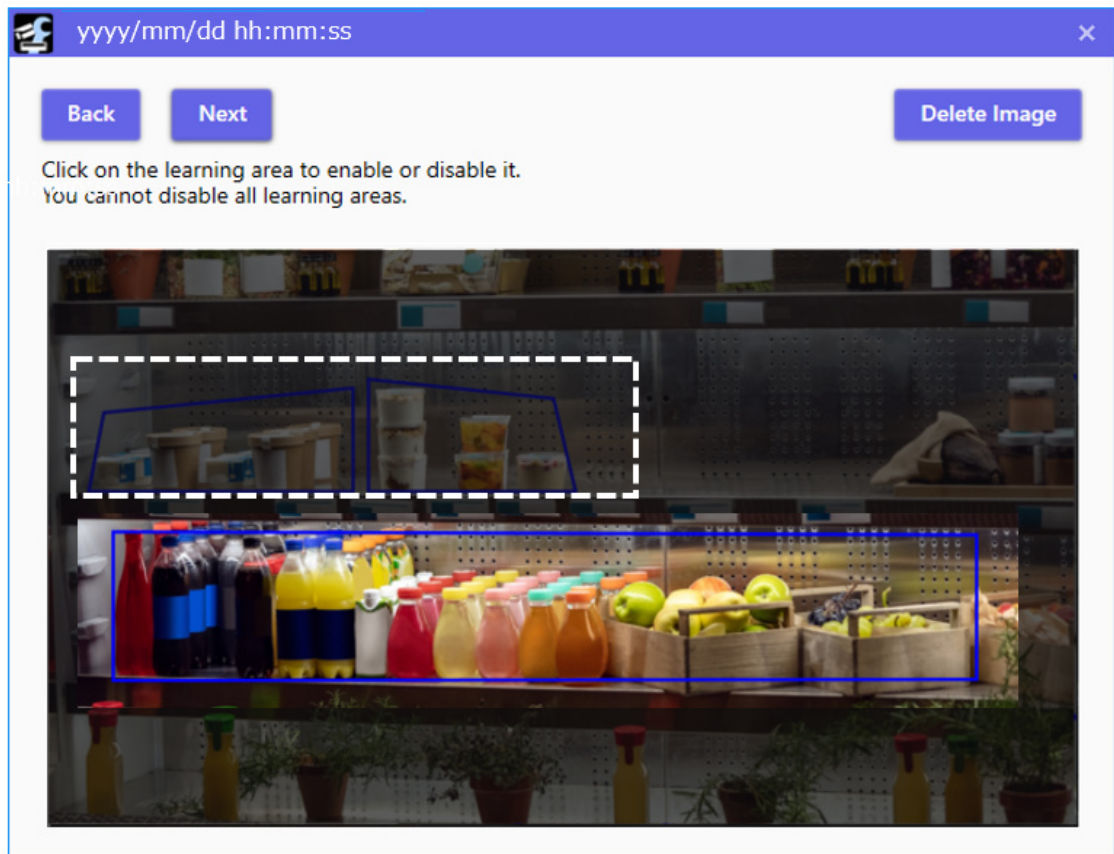 yyyy/mm/dd hh:mm:ss
Back
Next
Delete Image
Click on the learning area to enable or disable it.
You cannot disable all learning areas.